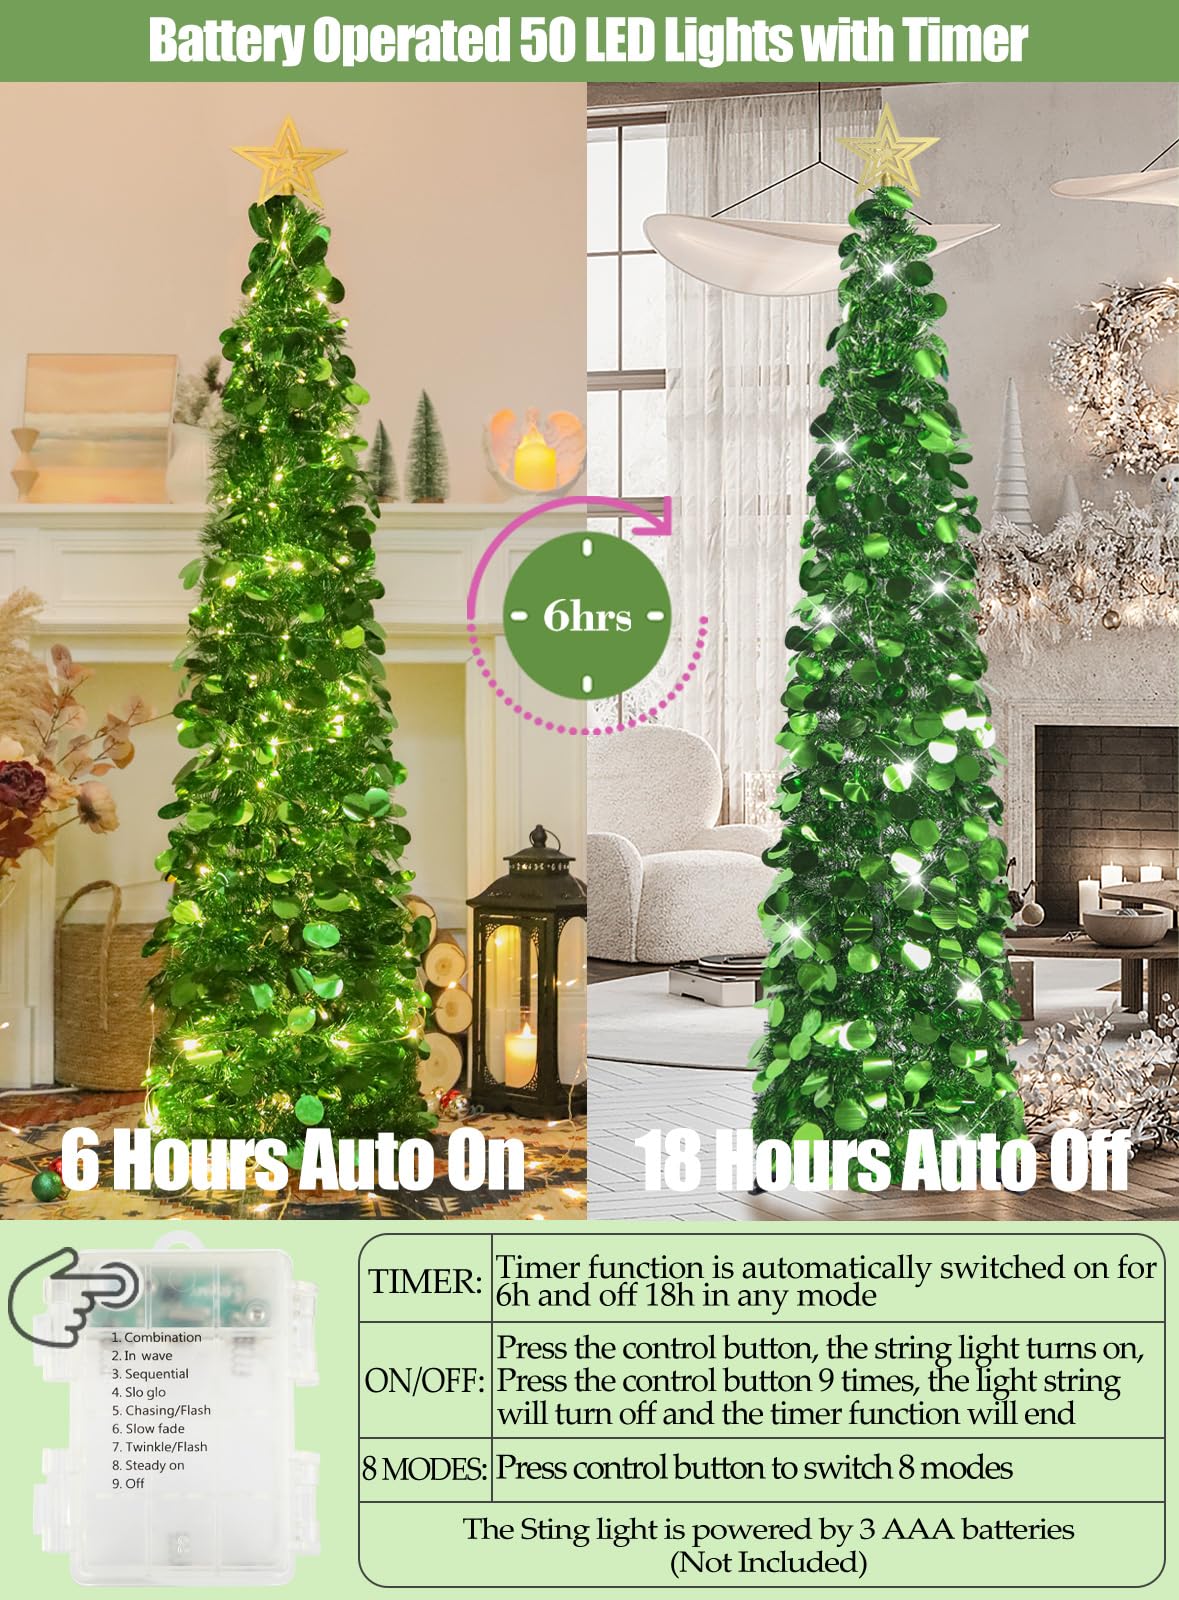 Battery Operated 50 LED Lights with Timer
6hrs
6 Hours Auto On
18 Hours Auto Off
1. Combination
2. In wave
3. Sequential
4. Slo glo
5. Chasing/Flash
6. Slow fade
7. Twinkle/Flash
8. Steady on
9. Off
TIMER:
Timer function is automatically switched on for
6h and off 18h in any mode
ON/OFF:
Press the control button, the string light turns on,
Press the control button 9 times, the light string
will turn off and the timer function will end
8 MODES:
Press control button to switch 8 modes
The Sting light is powered by 3 AAA batteries
(Not Included)